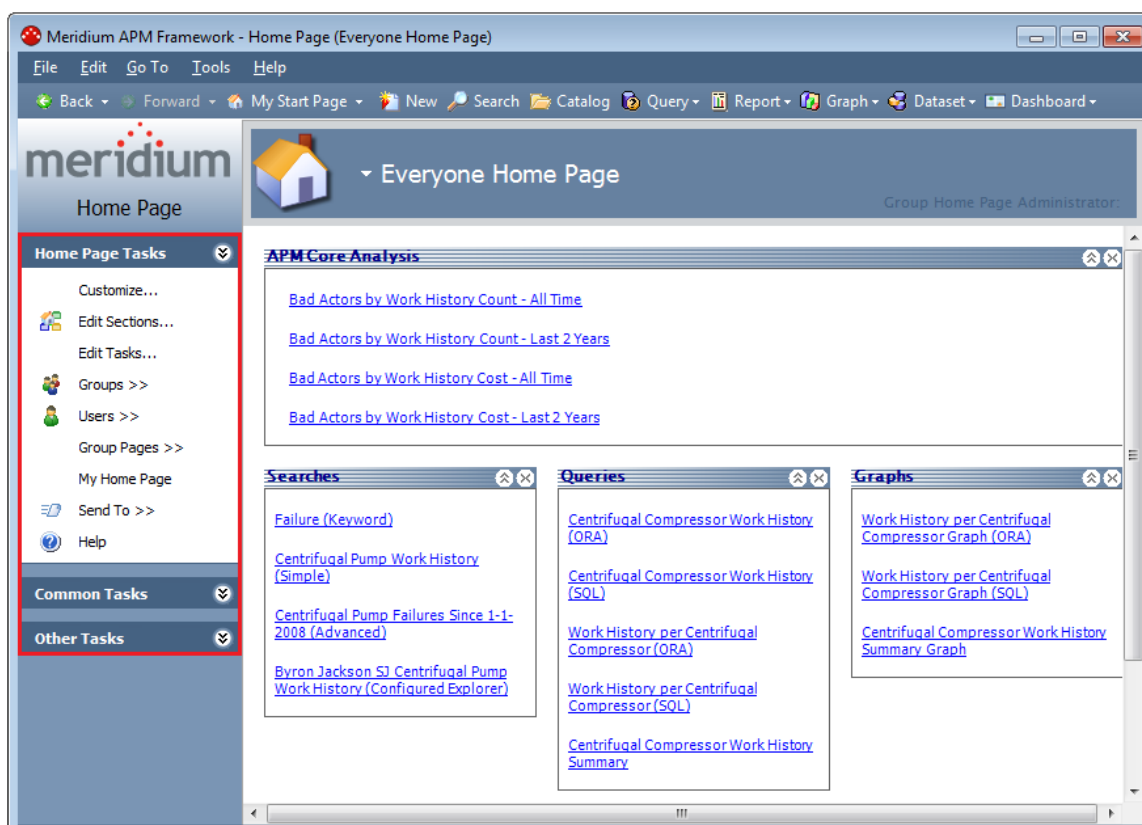 Meridium APM Framework - Home Page (Everyone Home Page)
File Edit Go To Tools Help
Back Forward My Start Page New Search Catalog Query Report Graph Dataset Dashboard
meridium
Home Page
Everyone Home Page
Group Home Page Administrator:
Home Page Tasks
Customize...
Edit Sections...
Edit Tasks...
Groups >>
Users >>
Group Pages >>
My Home Page
Send To >>
Help
Common Tasks
Other Tasks
APM Core Analysis
Bad Actors by Work History Count - All Time
Bad Actors by Work History Count - Last 2 Years
Bad Actors by Work History Cost - All Time
Bad Actors by Work History Cost - Last 2 Years
Searches
Failure (Keyword)
Centrifugal Pump Work History
(Simple)
Centrifugal Pump Failures Since 1-1-
2008 (Advanced)
Byron Jackson SJ Centrifugal Pump
Work History (Configured Explorer)
Queries
Centrifugal Compressor Work History
(ORA)
Centrifugal Compressor Work History
(SQL)
Work History per Centrifugal
Compressor (ORA)
Work History per Centrifugal
Compressor (SQL)
Centrifugal Compressor Work History
Summary
Graphs
Work History per Centrifugal
Compressor Graph (ORA)
Work History per Centrifugal
Compressor Graph (SQL)
Centrifugal Compressor Work History
Summary Graph